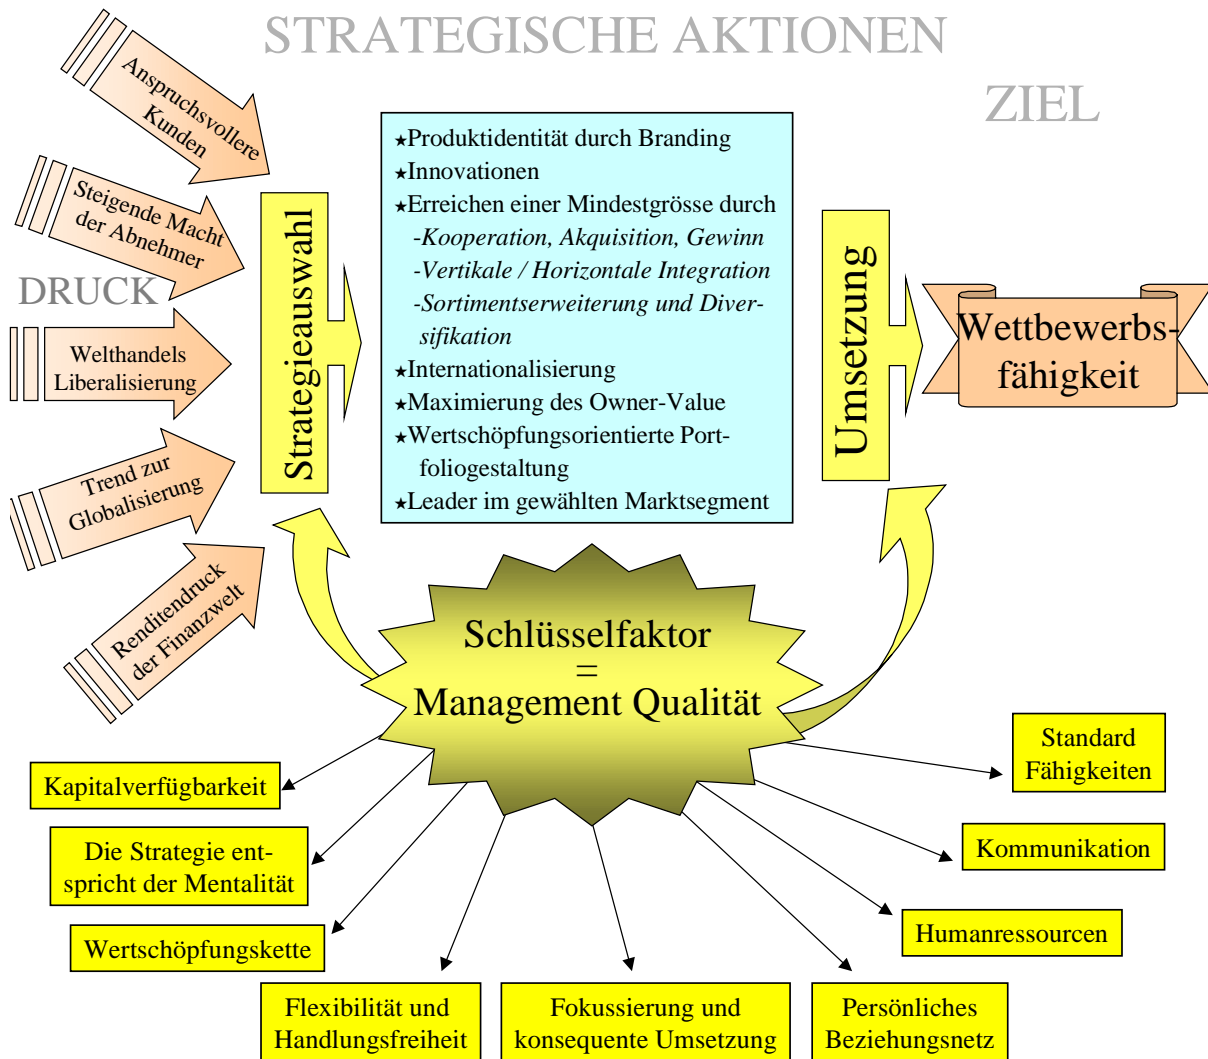 STRATEGISCHE AKTIONEN
ZIEL
DRUCK
Anspruchsvollere
Kunden
Steigende Macht
der Abnehmer
Welthandels
Liberalisierung
Trend zur
Globalisierung
Renditendruck
der Finanzwelt
Strategieauswahl
★Produktidentität durch Branding
★Innovationen
★Erreichen einer Mindestgrösse durch
-Kooperation, Akquisition, Gewinn
-Vertikale / Horizontale Integration
-Sortimentserweiterung und Diver-
sifikation
★Internationalisierung
★Maximierung des Owner-Value
★Wertschöpfungsorientierte Port-
foliogestaltung
★Leader im gewählten Marktsegment
Umsetzung
Wettbewerbs-
fähigkeit
Schlüsselfaktor
=
Management Qualität
Kapitalverfügbarkeit
Die Strategie ent-
spricht der Mentalität
Wertschöpfungskette
Flexibilität und
Handlungsfreiheit
Fokussierung und
konsequente Umsetzung
Persönliches
Beziehungsnetz
Humanressourcen
Kommunikation
Standard
Fähigkeiten